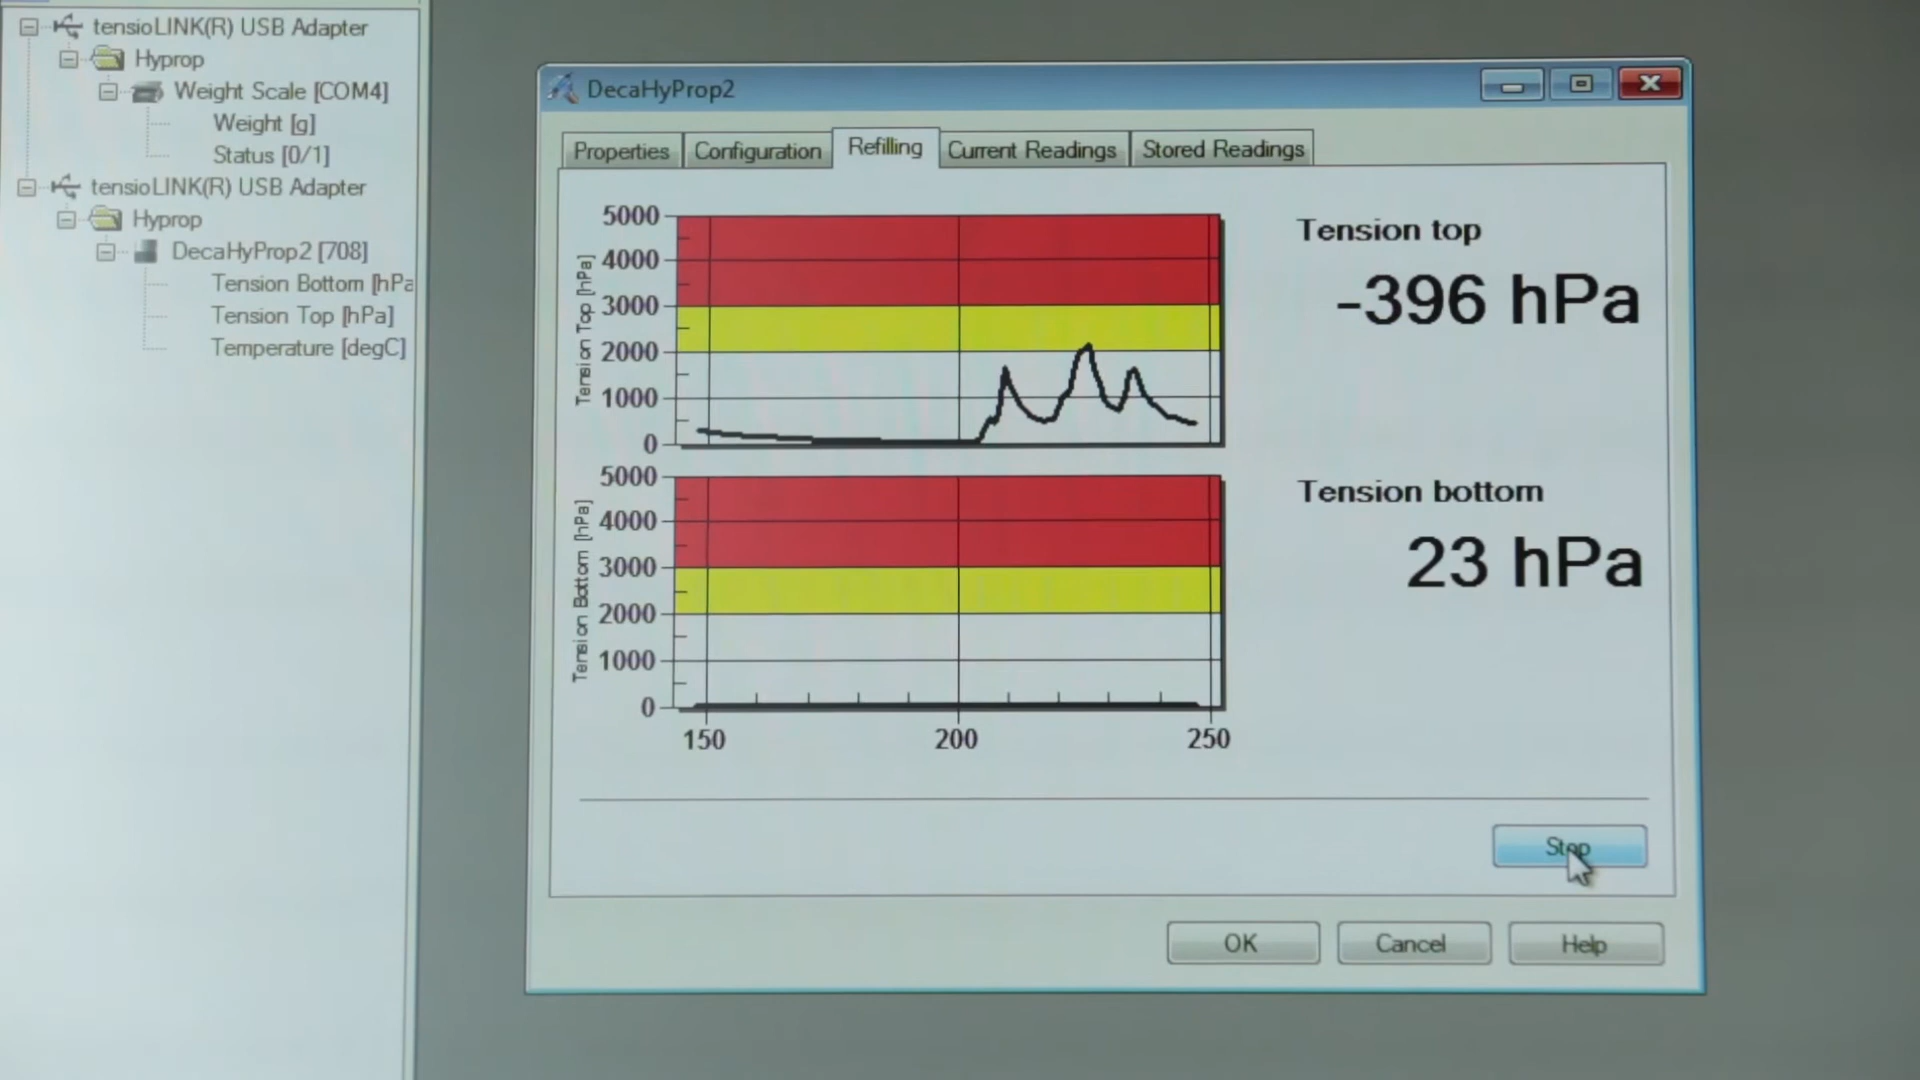 tensioLINK(R) USB Adapter
Hyprop
Weight Scale [COM4]
Weight [g]
Status [0/1]
tensioLINK(R) USB Adapter
Hyprop
DecaHyProp2 [708]
Tension Bottom [hPa
Tension Top [hPa]
Temperature [degC]
DecaHyProp2
Properties
Configuration
Refilling
Current Readings
Stored Readings
Tension Top [hPa]
5000
4000
3000
2000
1000
0
Tension top
-396 hPa
Tension Bottom [hPa]
5000
4000
3000
2000
1000
0
150
200
250
Tension bottom
23 hPa
Stop
OK
Cancel
Help